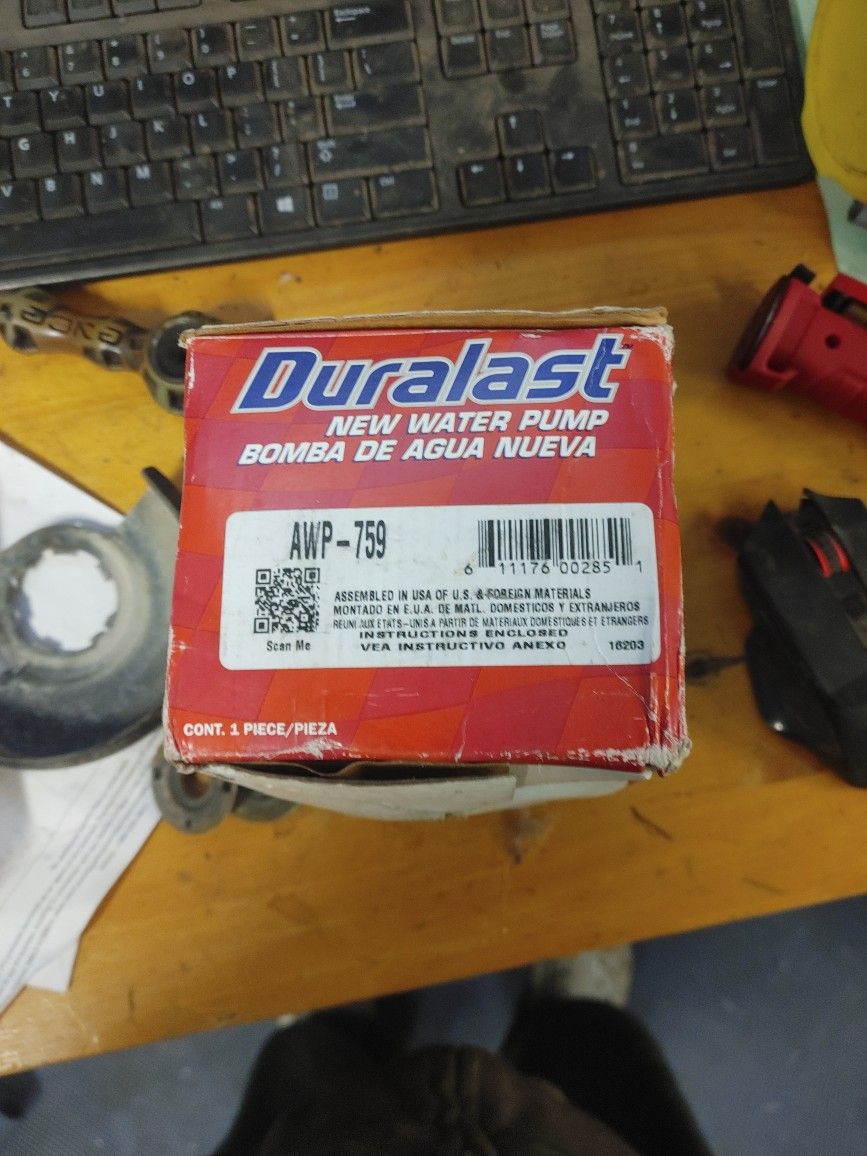 Backspace
T Y U I O P
G H J K L
V B N M
Duralast
NEW WATER PUMP
BOMBA DE AGUA NUEVA
AWP-759
6 11176 00285 1
ASSEMBLED IN USA OF U.S. & FOREIGN MATERIALS
MONTADO EN E.U.A. DE MATL. DOMESTICOS Y EXTRANJEROS
REUNI AUX ETATS-UNIS A PARTIR DE MATERIAUX DOMESTIQUES ET ETRANGERS
INSTRUCTIONS ENCLOSED
Scan Me
VEA INSTRUCTIVO ANEXO
16203
CONT. 1 PIECE/PIEZA